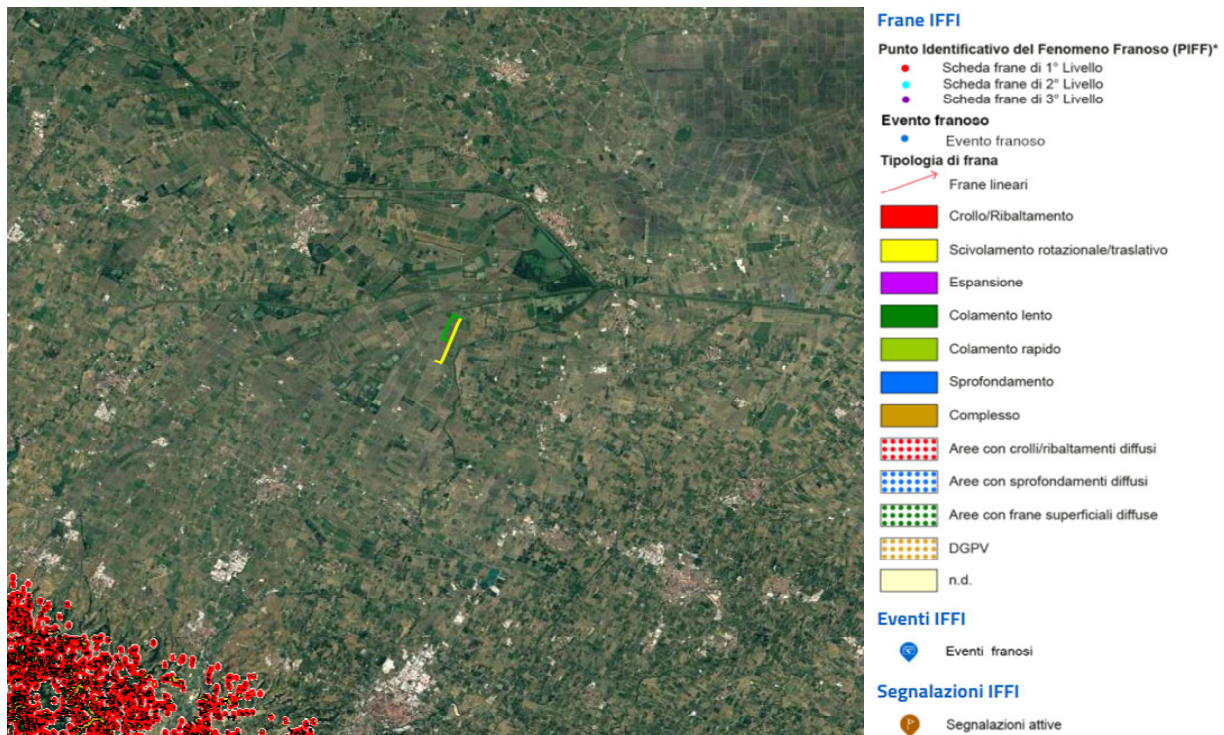 Frane IFFI
Punto Identificativo del Fenomeno Franoso (PIFF)*
Scheda frane di 1° Livello
Scheda frane di 2° Livello
Scheda frane di 3° Livello
Evento franoso
Evento franoso
Tipologia di frana
Frane lineari
Crollo/Ribaltamento
Scivolamento rotazionale/traslativo
Espansione
Colamento lento
Colamento rapido
Sprofondamento
Complesso
Aree con crolli/ribaltamenti diffusi
Aree con sprofondamenti diffusi
Aree con frane superficiali diffuse
DGPV
n.d.
Eventi IFFI
Eventi franosi
Segnalazioni IFFI
Segnalazioni attive